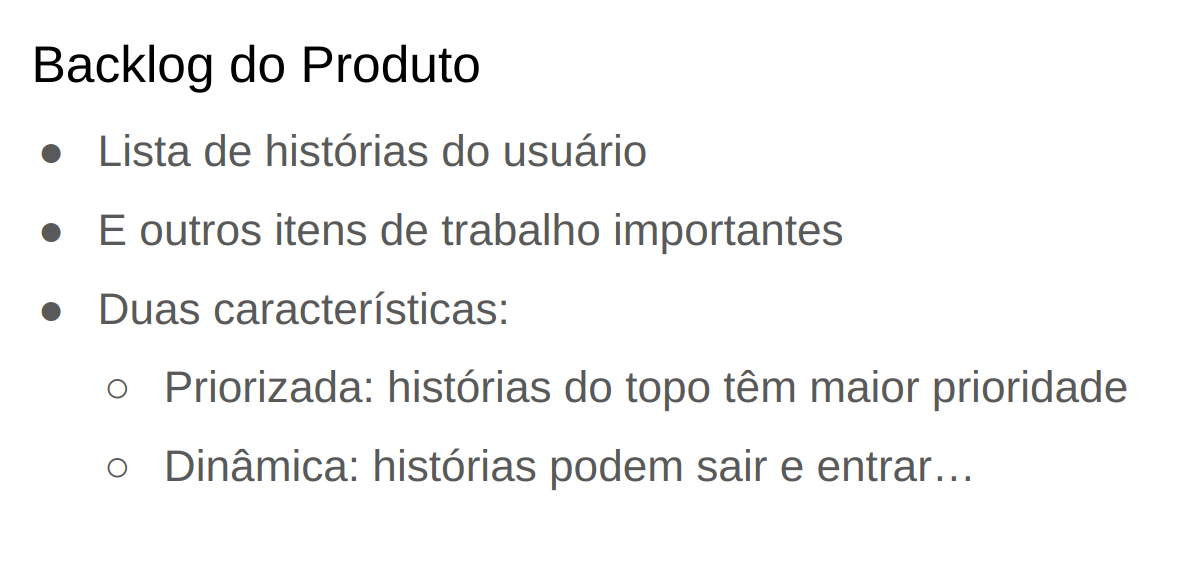 Backlog do Produto
● Lista de histórias do usuário
● E outros itens de trabalho importantes
● Duas características:
○ Priorizada: histórias do topo têm maior prioridade
○ Dinâmica: histórias podem sair e entrar…